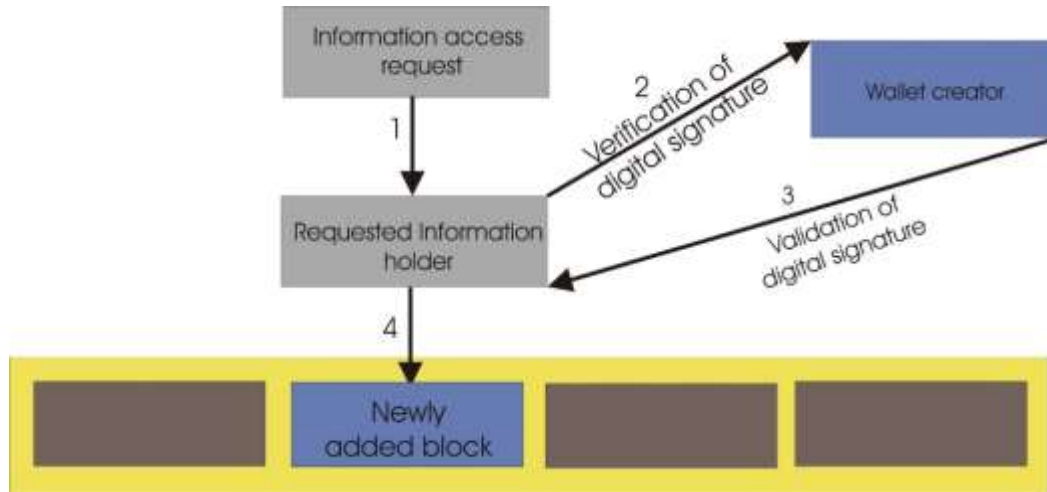 Information access
request
1
2
Verification of
digital signature
Wallet creator
3
Validation of
digital signature
Requested Information
holder
4
Newly
added block